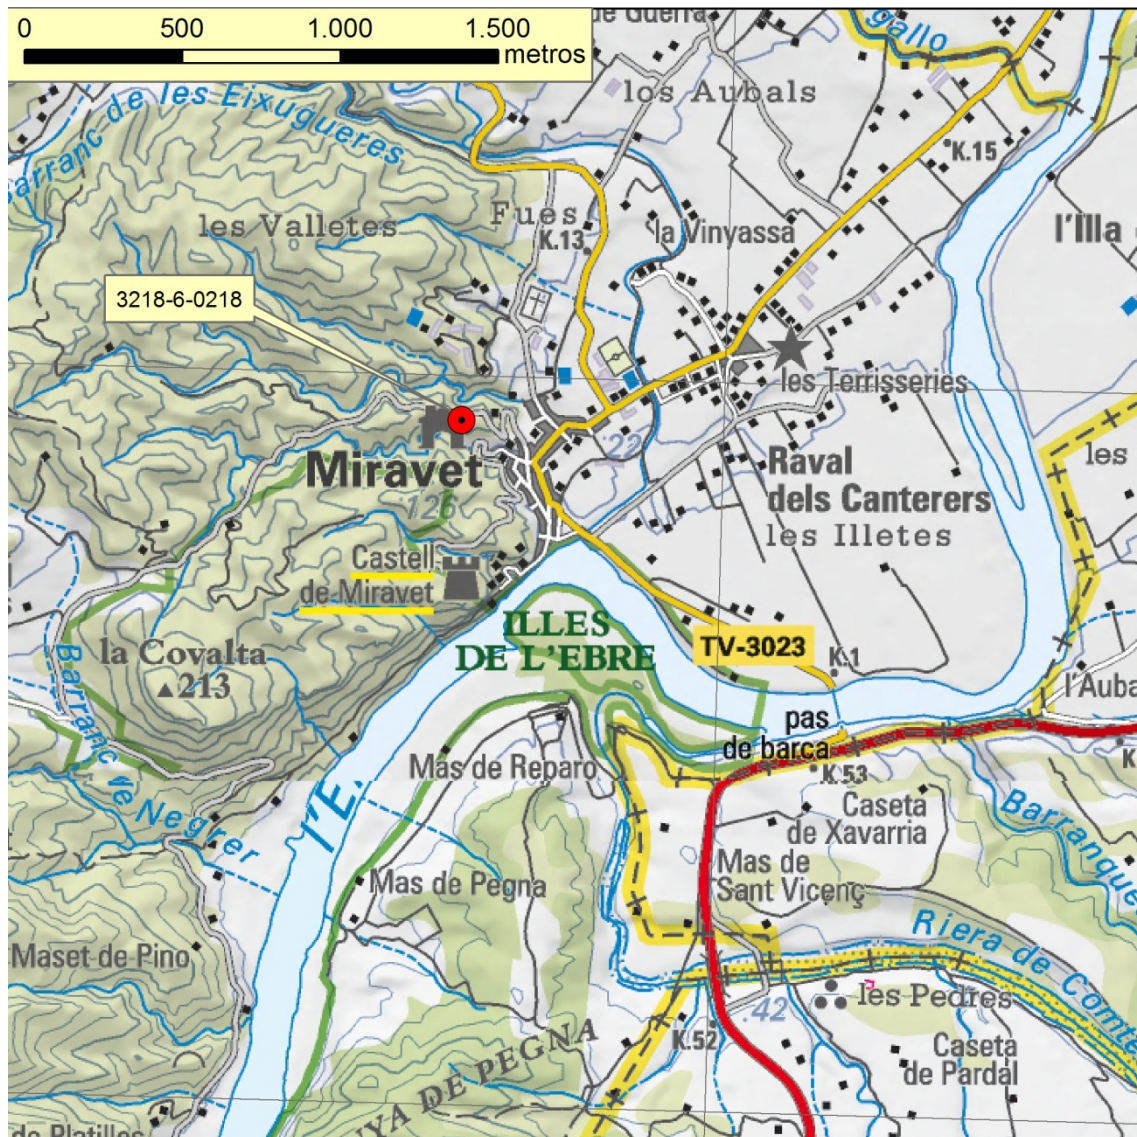 0 500 1.000 1.500
metros
de Guerra
gallo
los Aubals
Barranc de les Eixugueres
K.15
les Valletes
Fues
K.13
la Vinyassa
l'Illa
3218-6-0218
les Terrisseries
22
les
Miravet
Raval
dels Canterers
126
les Illetes
Castell
de Miravet
ILLES
DE L'EBRE
TV-3023
la Covalta
213
K.1
l'Auba
pas
de barca
Barranc de Negrer
Mas de Reparo
K.53
K
l'E.
Caseta
de Xavarria
Barranque
Mas de
Sant Vicenç
Mas de Pegna
Riera de Comte
Maset de Pino
les Pedres
42
K.52
NYA DE PEGNA
Caseta
de Pardal
de Platilles